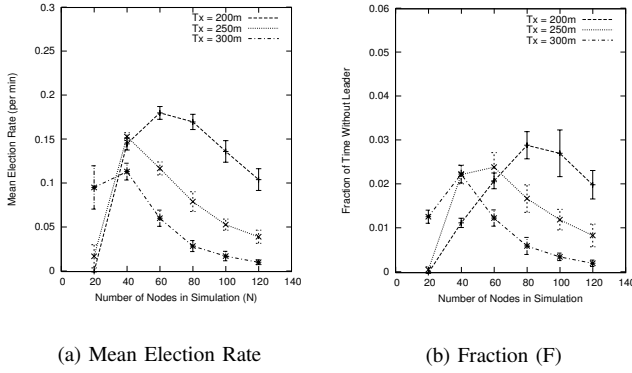 Tx = 200m
Tx = 250m
Tx = 300m
0.3
0.25
0.2
0.15
0.1
0.05
0
Mean Election Rate (per min)
0 20 40 60 80 100 120 140
Number of Nodes in Simulation (N)
(a) Mean Election Rate
Tx = 200m
Tx = 250m
Tx = 300m
0.06
0.05
0.04
0.03
0.02
0.01
0
Fraction of Time Without Leader
0 20 40 60 80 100 120 140
Number of Nodes in Simulation
(b) Fraction (F)